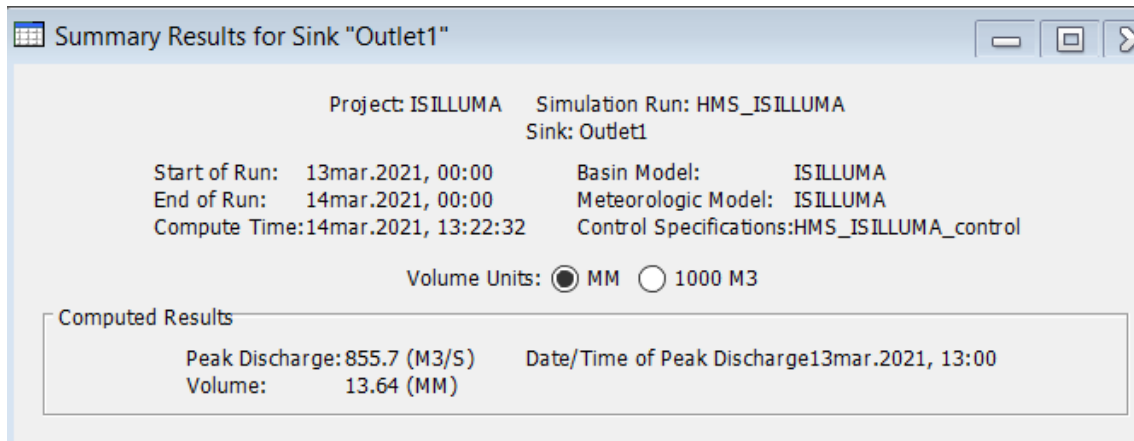 Summary Results for Sink "Outlet1"
Project: ISILLUMA Simulation Run: HMS_ISILLUMA
Sink: Outlet1
Start of Run: 13mar.2021, 00:00 Basin Model: ISILLUMA
End of Run: 14mar.2021, 00:00 Meteorologic Model: ISILLUMA
Compute Time:14mar.2021, 13:22:32 Control Specifications:HMS_ISILLUMA_control
Volume Units: MM 1000 M3
Computed Results
Peak Discharge: 855.7 (M3/S) Date/Time of Peak Discharge13mar.2021, 13:00
Volume: 13.64 (MM)